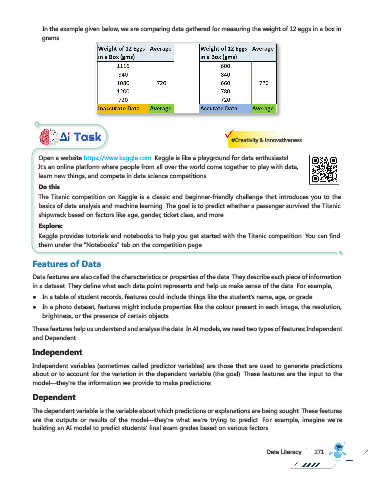 In the example given below, we are comparing data gathered for measuring the weight of 12 eggs in a box in
grams
Weight of 12 Eggs Average Weight of 12 Eggs Average
in a Box (gms) in a Box (gms)
1080 720 660
720 720
Inaccurate Data Average Accurate Data Average
Ai Task
#Creativity & Innovativeness
Open a website https://www.kaggle.com Kaggle is like a playground for data enthusiasts!
It's an online platform where people from all over the world come together to play with data,
learn new things, and compete in data science competitions
Do this
The Titanic competition on Kaggle is a classic and beginner-friendly challenge that introduces you to the
basics of data analysis and machine learning The goal is to predict whether a passenger survived the Titanic
shipwreck based on factors like age, gender, ticket class, and more
Explore:
Kaggle provides tutorials and notebooks to help you get started with the Titanic competition You can find
them under the "Notebooks" tab on the competition page
Features of Data
Data features are also called the characteristics or properties of the data They describe each piece of information
in a dataset They define what each data point represents and help us make sense of the data For example,
● In a table of student records, features could include things like the student's name, age, or grade
● In a photo dataset, features might include properties like the colour present in each image, the resolution,
brightness, or the presence of certain objects
These features help us understand and analyse the data In AI models, we need two types of features: Independent
and Dependent
Independent
Independent variables (sometimes called predictor variables) are those that are used to generate predictions
about or to account for the variation in the dependent variable (the goal) These features are the input to the
model—they're the information we provide to make predictions
Dependent
The dependent variable is the variable about which predictions or explanations are being sought These features
are the outputs or results of the model—they're what we're trying to predict For example, imagine we're
building an AI model to predict students' final exam grades based on various factors
Data Literacy 171